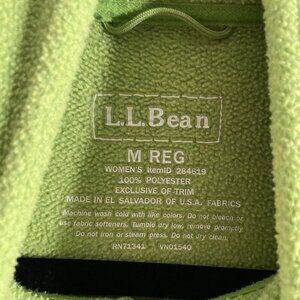 L.L.Bean
M REG
WOMEN'S ItemID 264619
100% POLYESTER
EXCLUSIVE OF TRIM
MADE IN EL SALVADOR OF U.S.A. FABRICS
Machine wash cold with like colors. Do not bleach or
use fabric softeners. Tumble dry low, remove promptly
Do not iron or steam press. Do not dry clean.
RN71341 VN01540